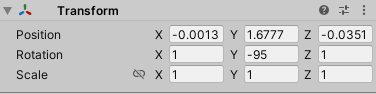 Transform
Position X -0.0013 Y 1.6777 Z -0.0351
Rotation X 1 Y -95 Z 1
Scale X 1 Y 1 Z 1